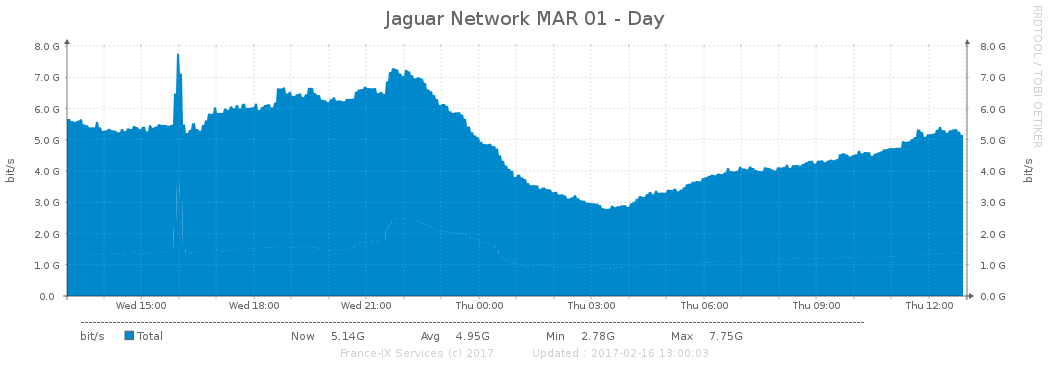 Jaguar Network MAR 01 - Day
RRDTOOL / TOBI OETIKER
bit/s
8.0 G 8.0 G
7.0 G 7.0 G
6.0 G 6.0 G
5.0 G 5.0 G
4.0 G 4.0 G
3.0 G 3.0 G
2.0 G 2.0 G
1.0 G 1.0 G
0.0 0.0 G
bit/s
Wed 15:00 Wed 18:00 Wed 21:00 Thu 00:00 Thu 03:00 Thu 06:00 Thu 09:00 Thu 12:00
bit/s Total Now 5.14G Avg 4.95G Min 2.78G Max 7.75G
France-IX Services (c) 2017 Updated : 2017-02-16 13:00:03